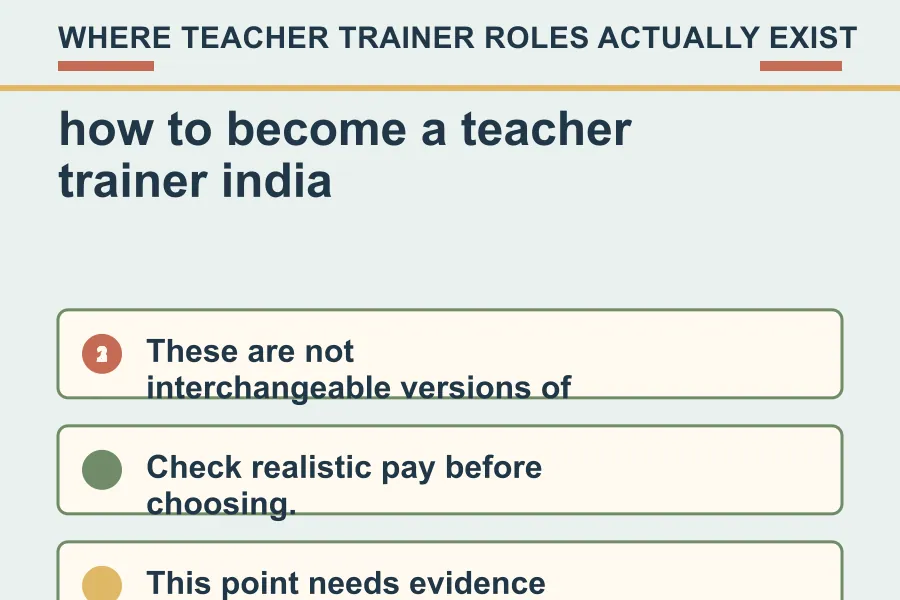 WHERE TEACHER TRAINER ROLES ACTUALLY EXIST
how to become a teacher
trainer india
These are not
interchangeable versions of
Check realistic pay before
choosing.
This point needs evidence